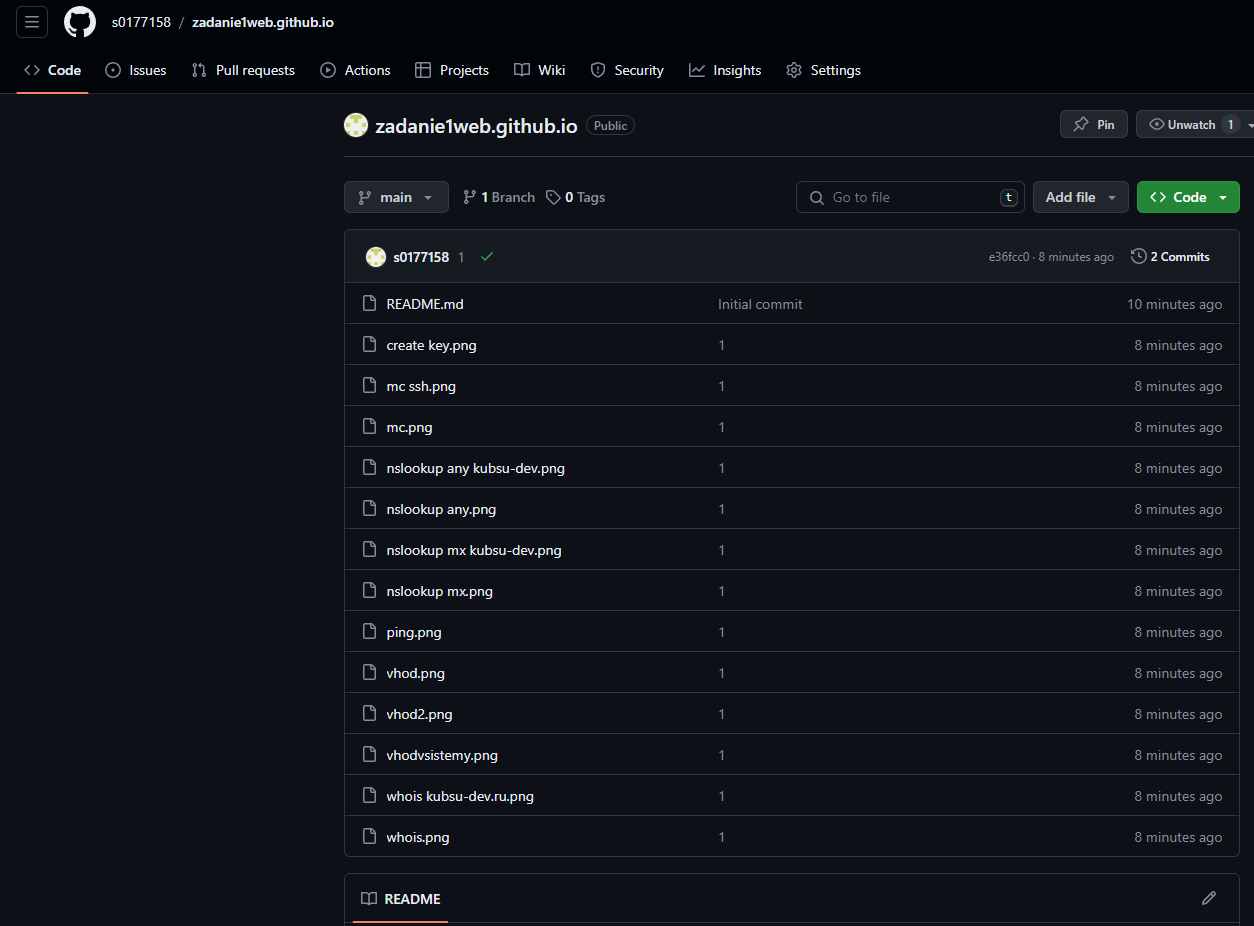 s0177158 / zadanie1web.github.io
Code Issues Pull requests Actions Projects Wiki Security Insights Settings
zadanie1web.github.io Public Pin Unwatch 1
main 1 Branch 0 Tags Go to file t Add file Code
s0177158 1 e36fcc0 · 8 minutes ago 2 Commits
README.md Initial commit 10 minutes ago
create key.png 1 8 minutes ago
mc ssh.png 1 8 minutes ago
mc.png 1 8 minutes ago
nslookup any kubsu-dev.png 1 8 minutes ago
nslookup any.png 1 8 minutes ago
nslookup mx kubsu-dev.png 1 8 minutes ago
nslookup mx.png 1 8 minutes ago
ping.png 1 8 minutes ago
vhod.png 1 8 minutes ago
vhod2.png 1 8 minutes ago
vhodvsistemy.png 1 8 minutes ago
whois kubsu-dev.ru.png 1 8 minutes ago
whois.png 1 8 minutes ago
README